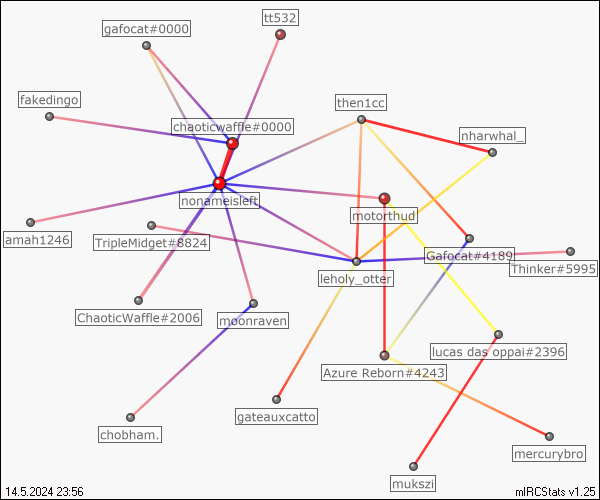 tt532
gafocat#0000
fakedingo
then1cc
chaoticwaffle#0000
nharwhal_
nonameisleft
motorthud
amah1246
TripleMidget#8824
Gafocat#4189
Thinker#5995
leholy_otter
ChaoticWaffle#2006
moonraven
lucas das oppai#2396
Azure Reborn#4243
gateauxcatto
chobham.
mercurybro
mukszi
14.5.2024 23:56
mIRCStats v1.25